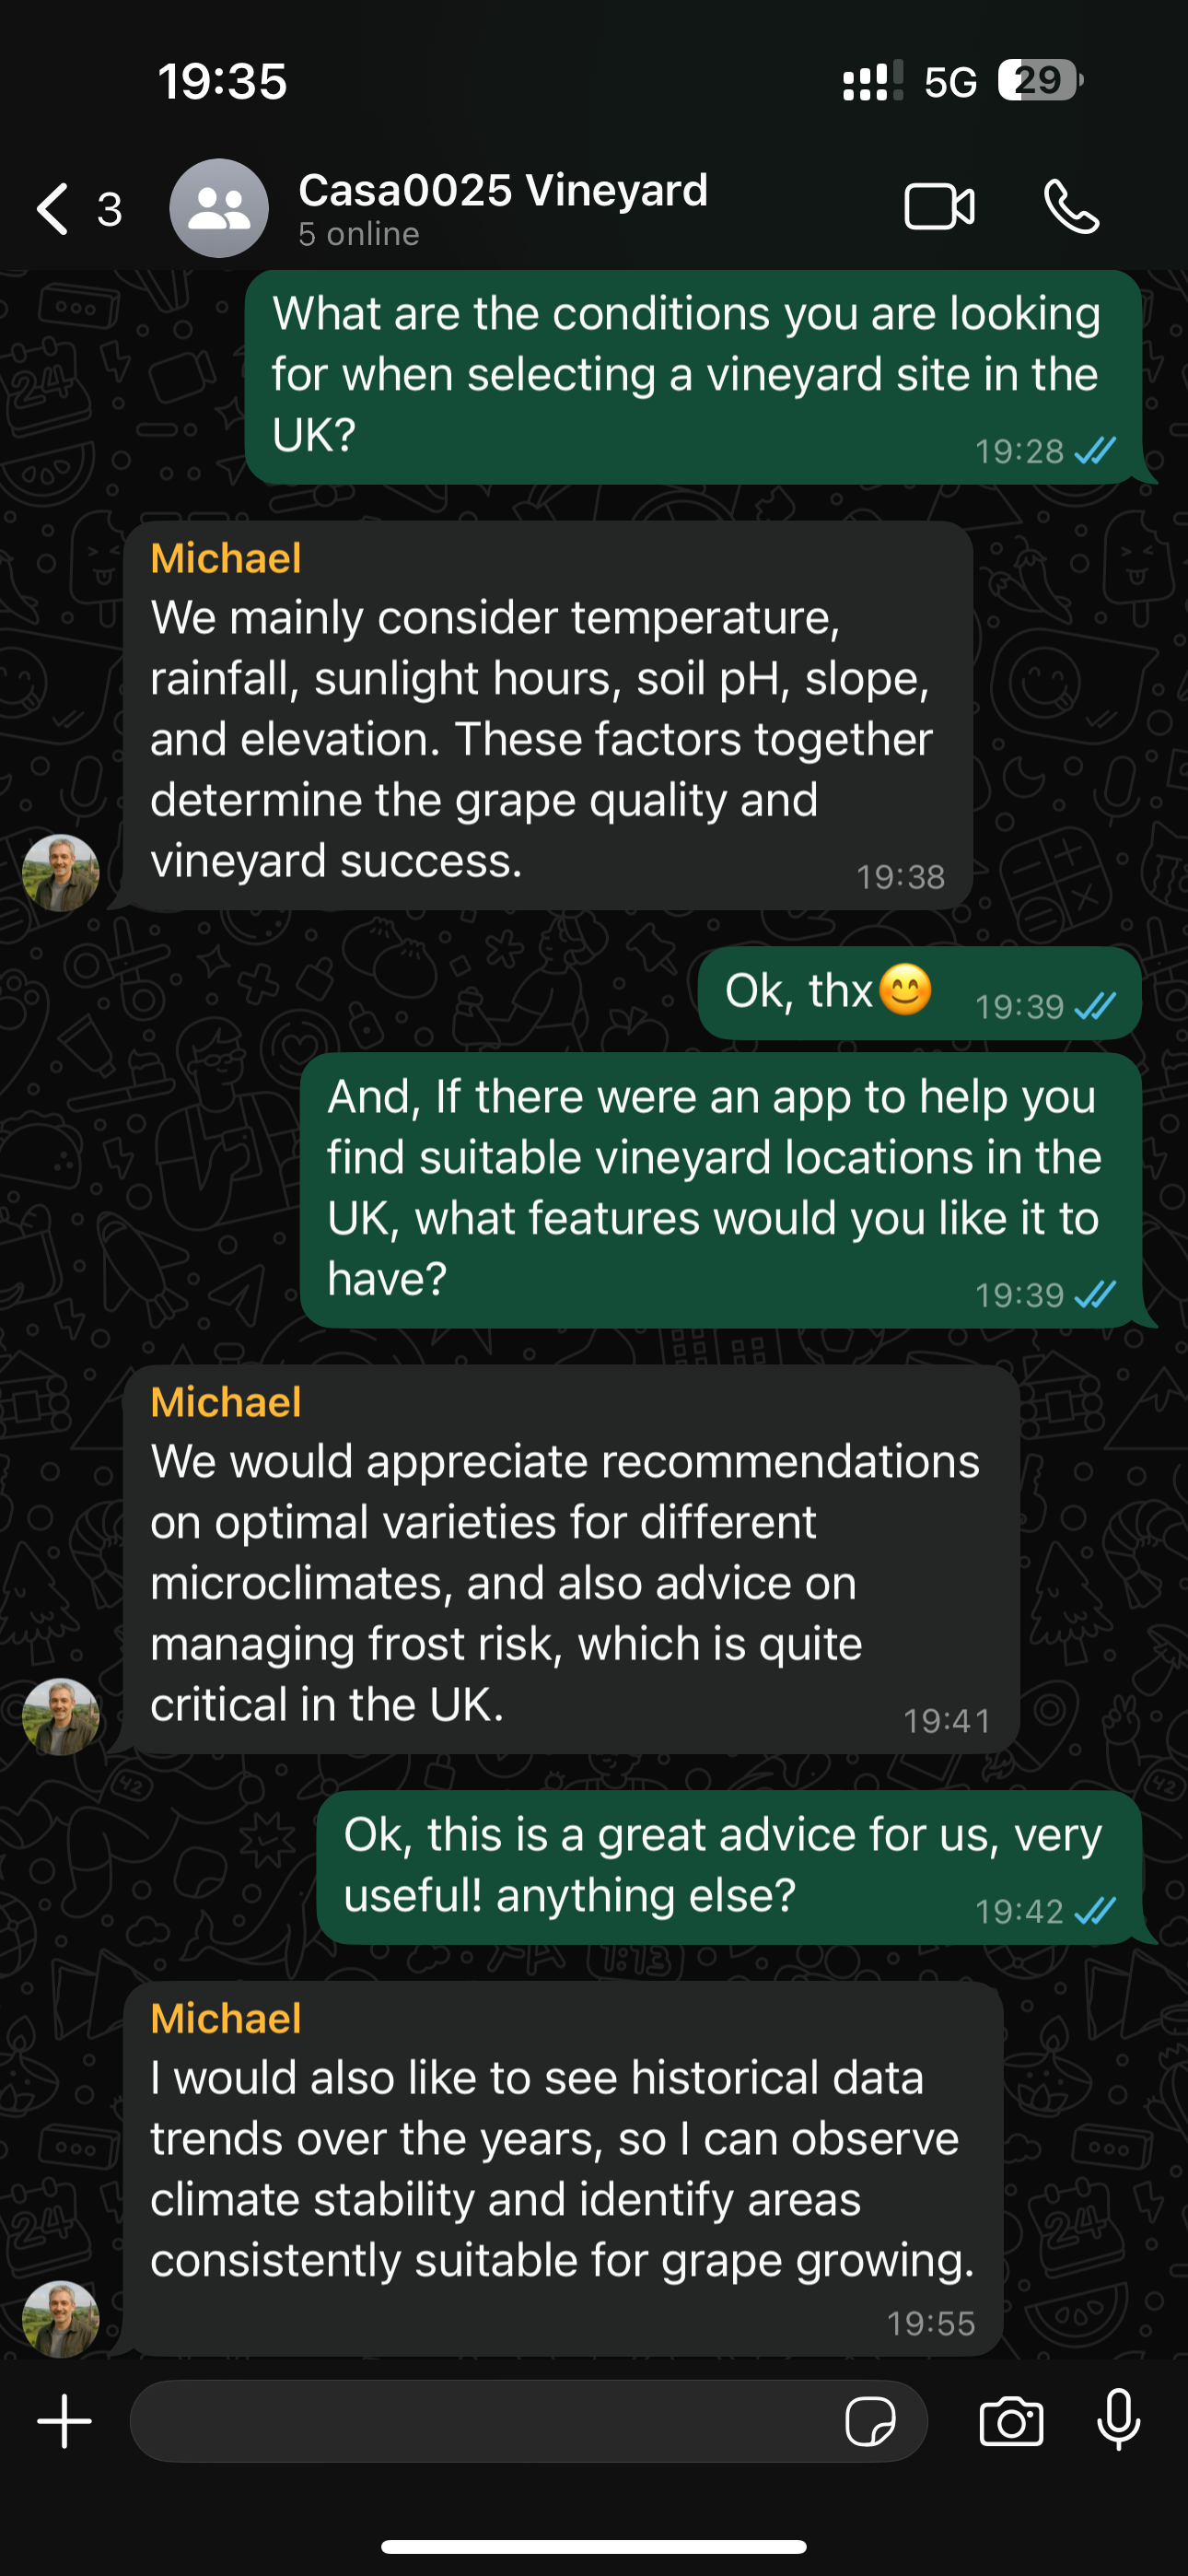 19:35
5G 29
3
Casa0025 Vineyard
5 online
What are the conditions you are looking
for when selecting a vineyard site in the
UK?
19:28
Michael
We mainly consider temperature,
rainfall, sunlight hours, soil pH, slope,
and elevation. These factors together
determine the grape quality and
vineyard success.
19:38
Ok, thx😊
19:39
And, If there were an app to help you
find suitable vineyard locations in the
UK, what features would you like it to
have?
19:39
Michael
We would appreciate recommendations
on optimal varieties for different
microclimates, and also advice on
managing frost risk, which is quite
critical in the UK.
19:41
Ok, this is a great advice for us, very
useful! anything else?
19:42
Michael
I would also like to see historical data
trends over the years, so I can observe
climate stability and identify areas
consistently suitable for grape growing.
19:55